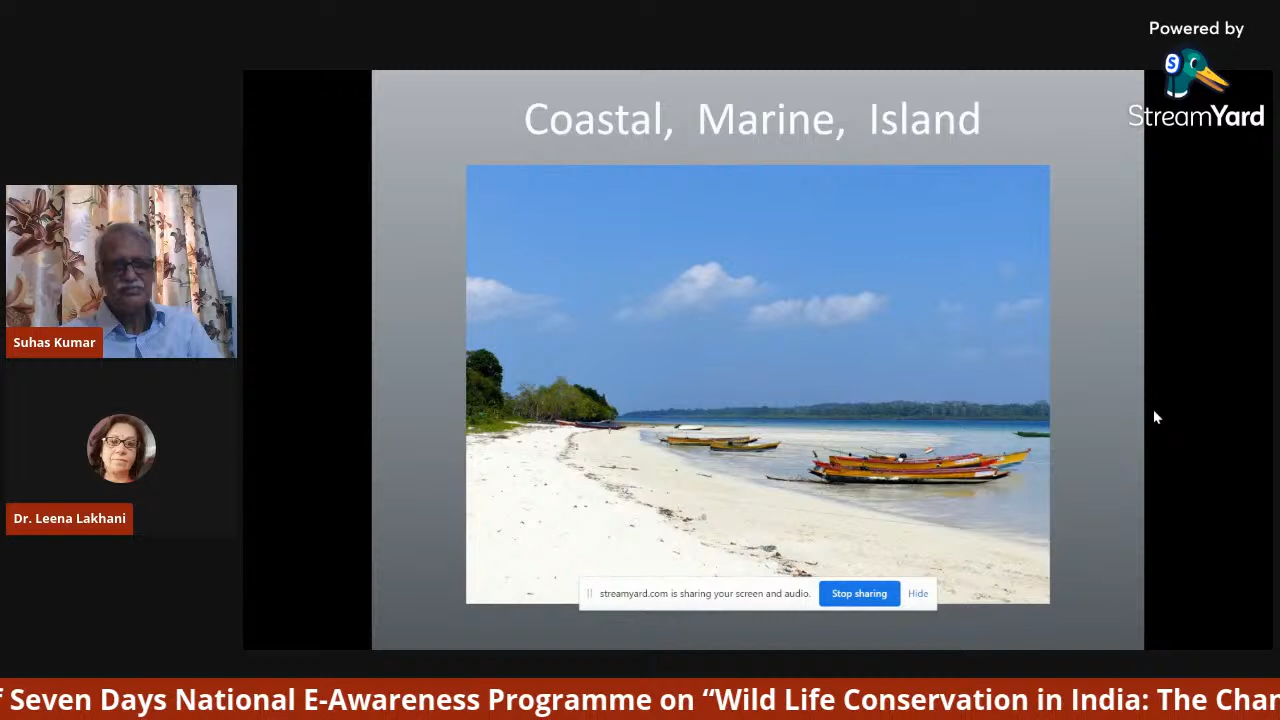 Powered by
S
StreamYard
Coastal, Marine, Island
Suhas Kumar
Dr. Leena Lakhani
streamyard.com is sharing your screen and audio. Stop sharing Hide
Seven Days National E-Awareness Programme on “Wild Life Conservation in India: The